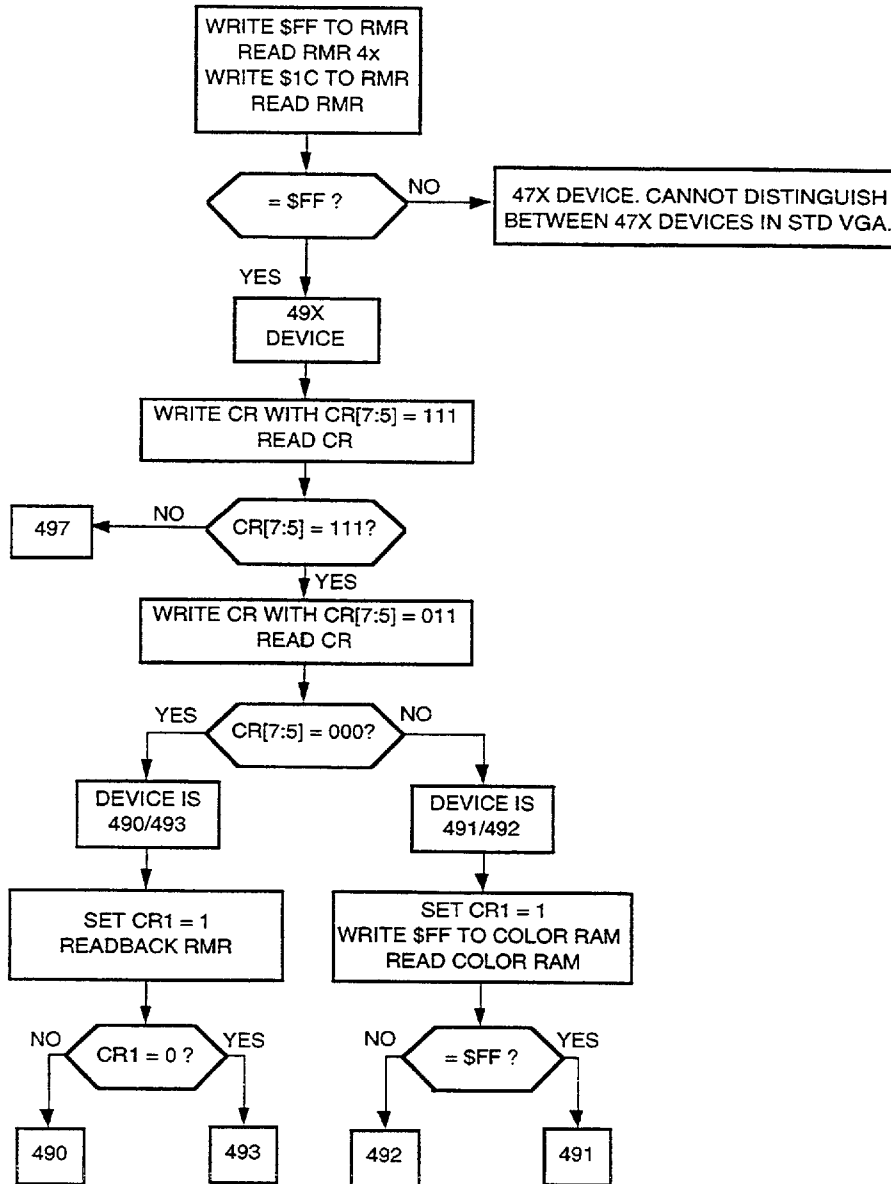 WRITE $FF TO RMR
READ RMR 4x
WRITE $1C TO RMR
READ RMR
= $FF ?
NO
47X DEVICE. CANNOT DISTINGUISH
BETWEEN 47X DEVICES IN STD VGA.
YES
49X
DEVICE
WRITE CR WITH CR[7:5] = 111
READ CR
497
NO
CR[7:5] = 111?
YES
WRITE CR WITH CR[7:5] = 011
READ CR
YES
CR[7:5] = 000?
NO
DEVICE IS
490/493
DEVICE IS
491/492
SET CR1 = 1
READBACK RMR
SET CR1 = 1
WRITE $FF TO COLOR RAM
READ COLOR RAM
NO
CR1 = 0 ?
YES
NO
= $FF ?
YES
490
493
492
491